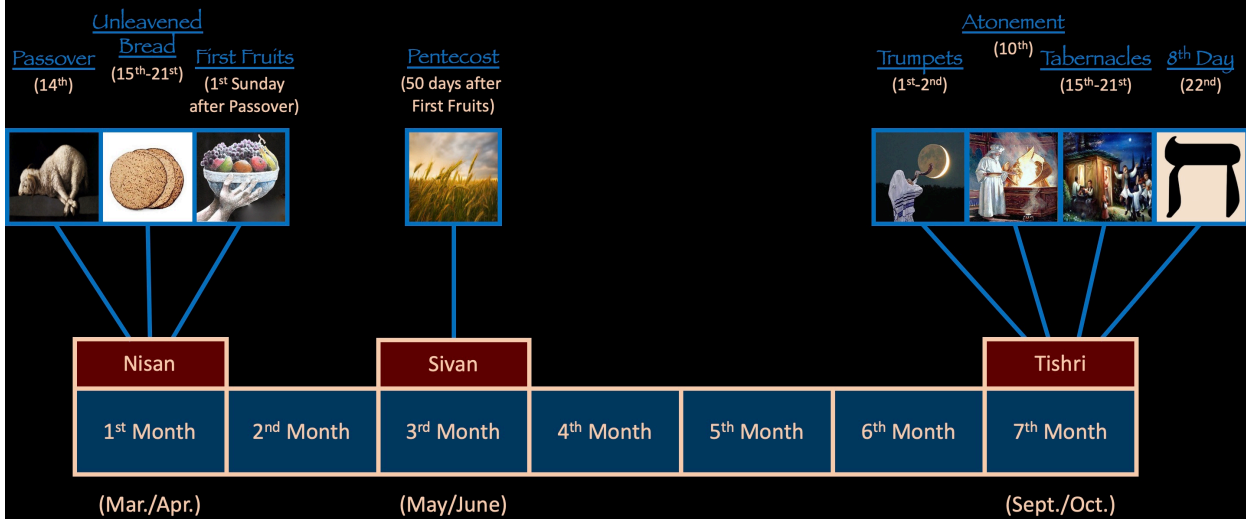 Passover
(14th)
Unleavened
Bread
(15th-21st)
First Fruits
(1st Sunday
after Passover)
Pentecost
(50 days after
First Fruits)
Trumpets
(1st-2nd)
Atonement
(10th)
Tabernacles
(15th-21st)
8th Day
(22nd)
ה
Nisan
Sivan
Tishri
1st Month
2nd Month
3rd Month
4th Month
5th Month
6th Month
7th Month
(Mar./Apr.)
(May/June)
(Sept./Oct.)